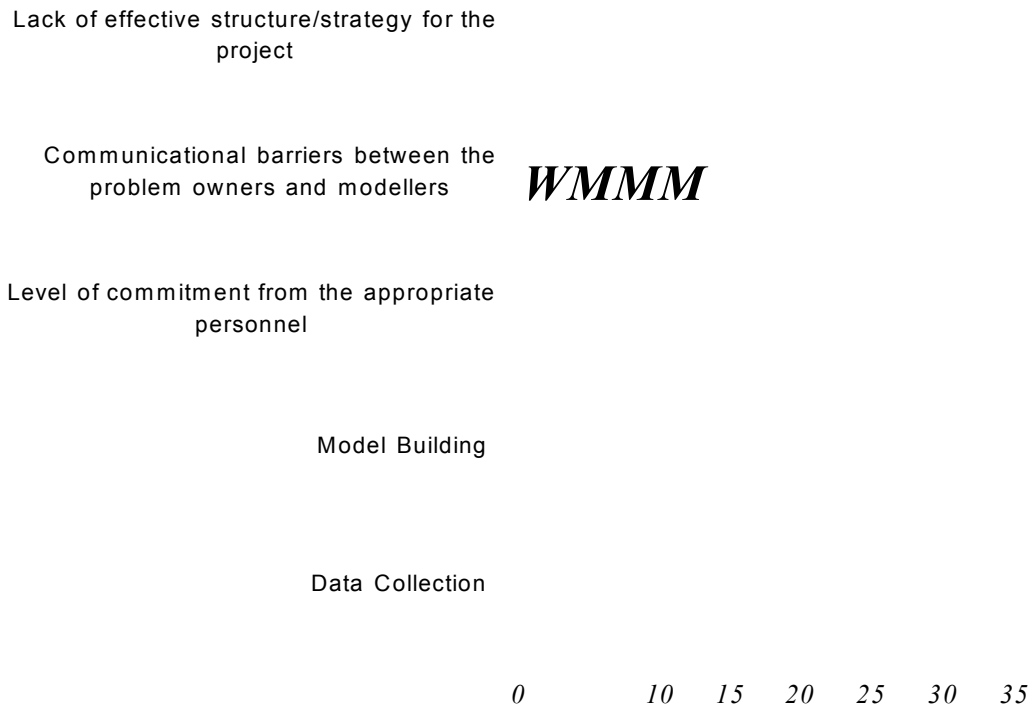 Lack of effective structure/strategy for the
project
Communicational barriers between the
problem owners and modellers
WMMM
Level of commitment from the appropriate
personnel
Model Building
Data Collection
0 10 15 20 25 30 35